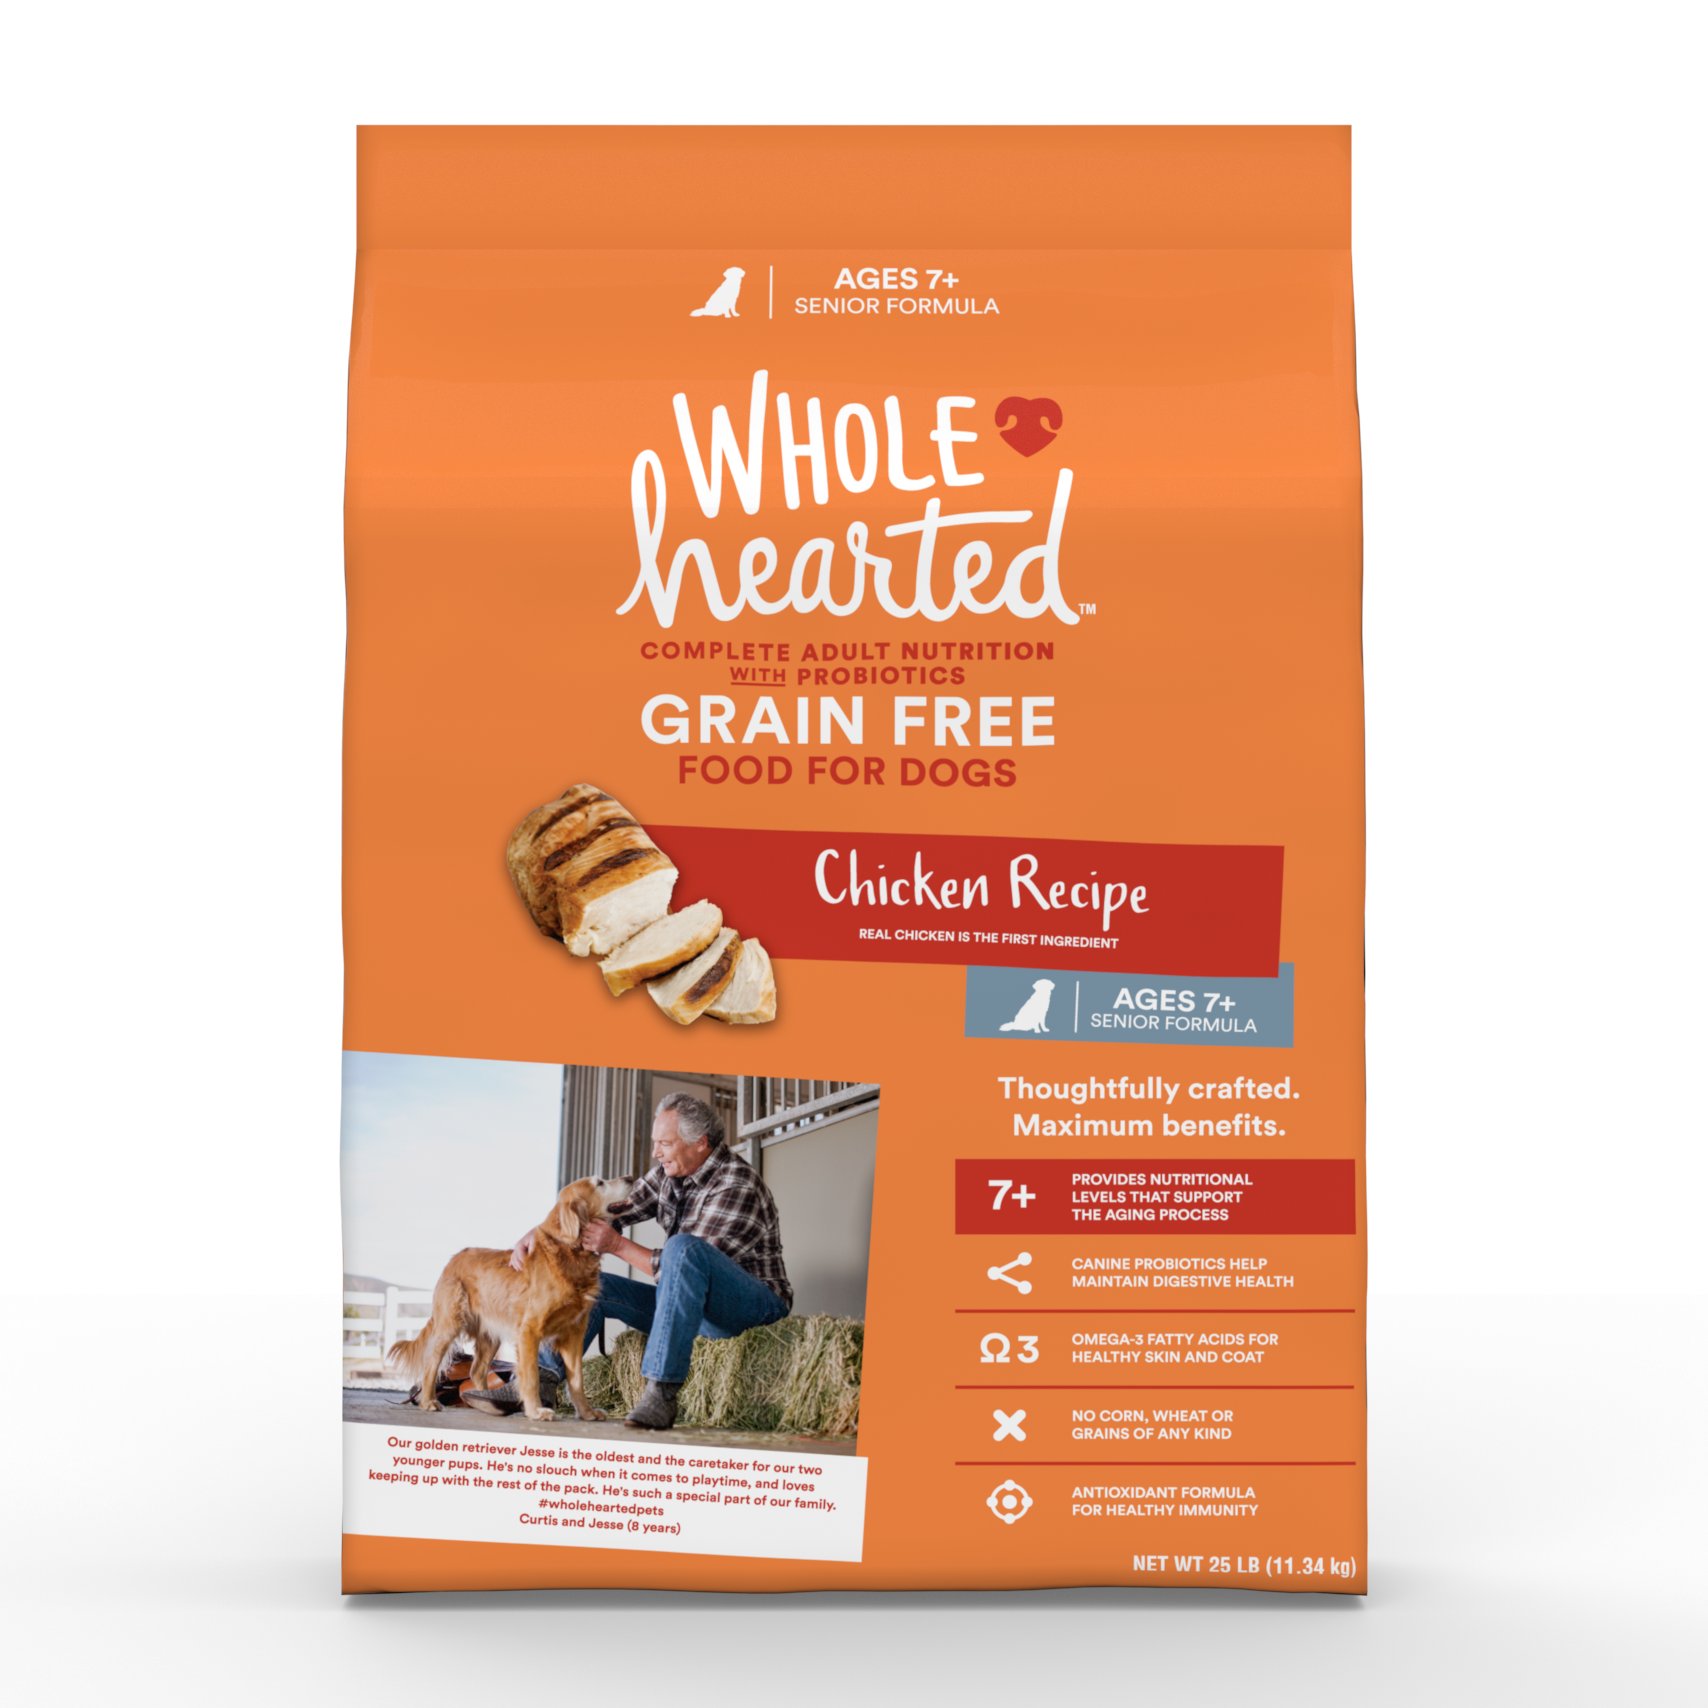 AGES 7+
SENIOR FORMULA
WHOLE
hearted™
COMPLETE ADULT NUTRITION
WITH PROBIOTICS
GRAIN FREE
FOOD FOR DOGS
Chicken Recipe
REAL CHICKEN IS THE FIRST INGREDIENT
AGES 7+
SENIOR FORMULA
Thoughtfully crafted.
Maximum benefits.
7+
PROVIDES NUTRITIONAL
LEVELS THAT SUPPORT
THE AGING PROCESS
CANINE PROBIOTICS HELP
MAINTAIN DIGESTIVE HEALTH
Ω3
OMEGA-3 FATTY ACIDS FOR
HEALTHY SKIN AND COAT
NO CORN, WHEAT OR
GRAINS OF ANY KIND
ANTIOXIDANT FORMULA
FOR HEALTHY IMMUNITY
Our golden retriever Jesse is the oldest and the caretaker for our two
younger pups. He's no slouch when it comes to playtime, and loves
keeping up with the rest of the pack. He's such a special part of our family.
#wholeheartedpets
Curtis and Jesse (8 years)
NET WT 25 LB (11.34 kg)